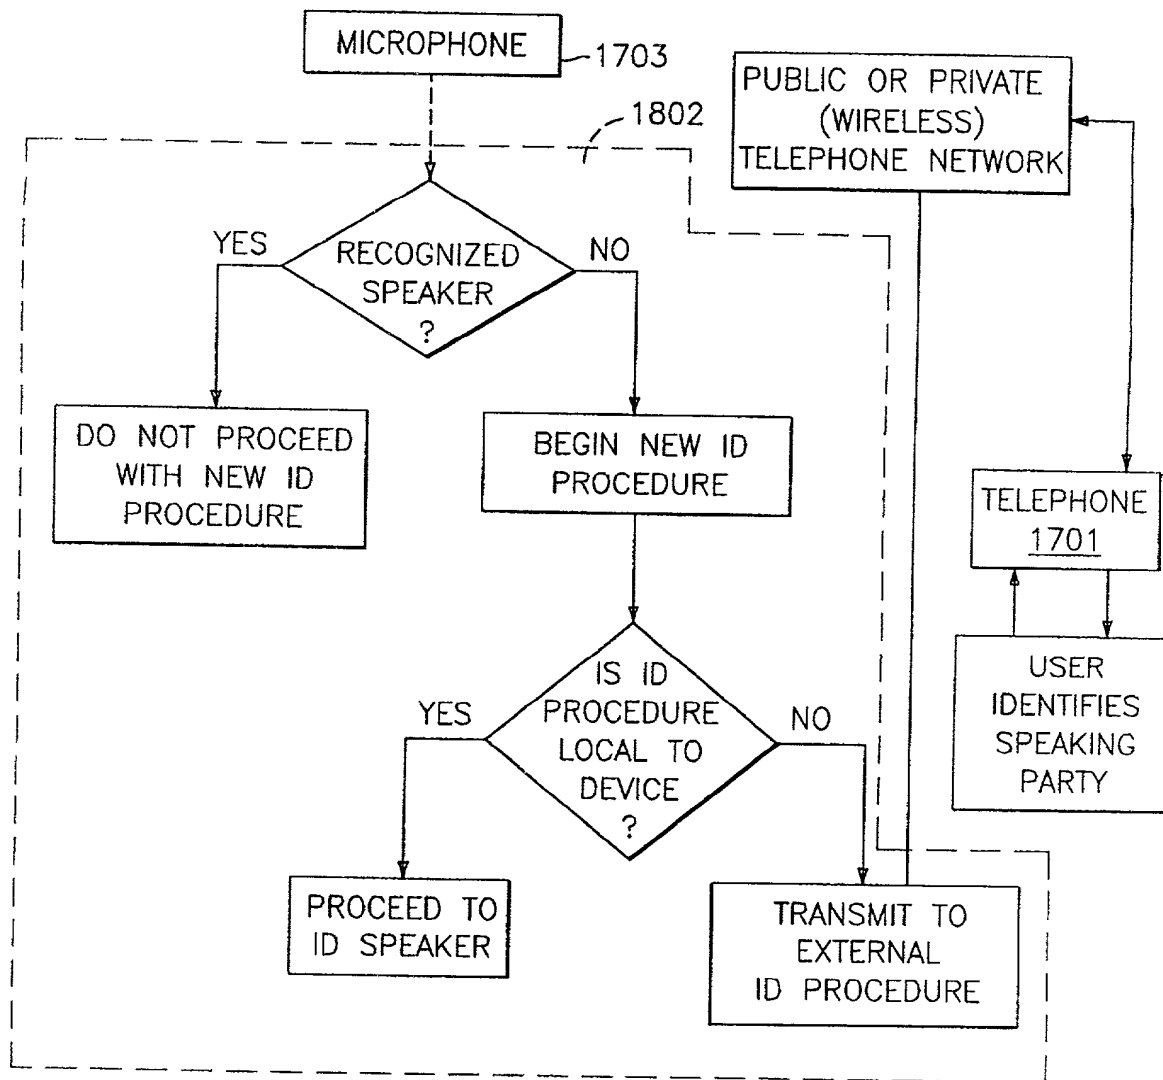 MICROPHONE
1703
1802
PUBLIC OR PRIVATE
(WIRELESS)
TELEPHONE NETWORK
YES
RECOGNIZED
SPEAKER
?
NO
DO NOT PROCEED
WITH NEW ID
PROCEDURE
BEGIN NEW ID
PROCEDURE
TELEPHONE
1701
USER
IDENTIFIES
SPEAKING
PARTY
YES
IS ID
PROCEDURE
LOCAL TO
DEVICE
?
NO
PROCEED TO
ID SPEAKER
TRANSMIT TO
EXTERNAL
ID PROCEDURE